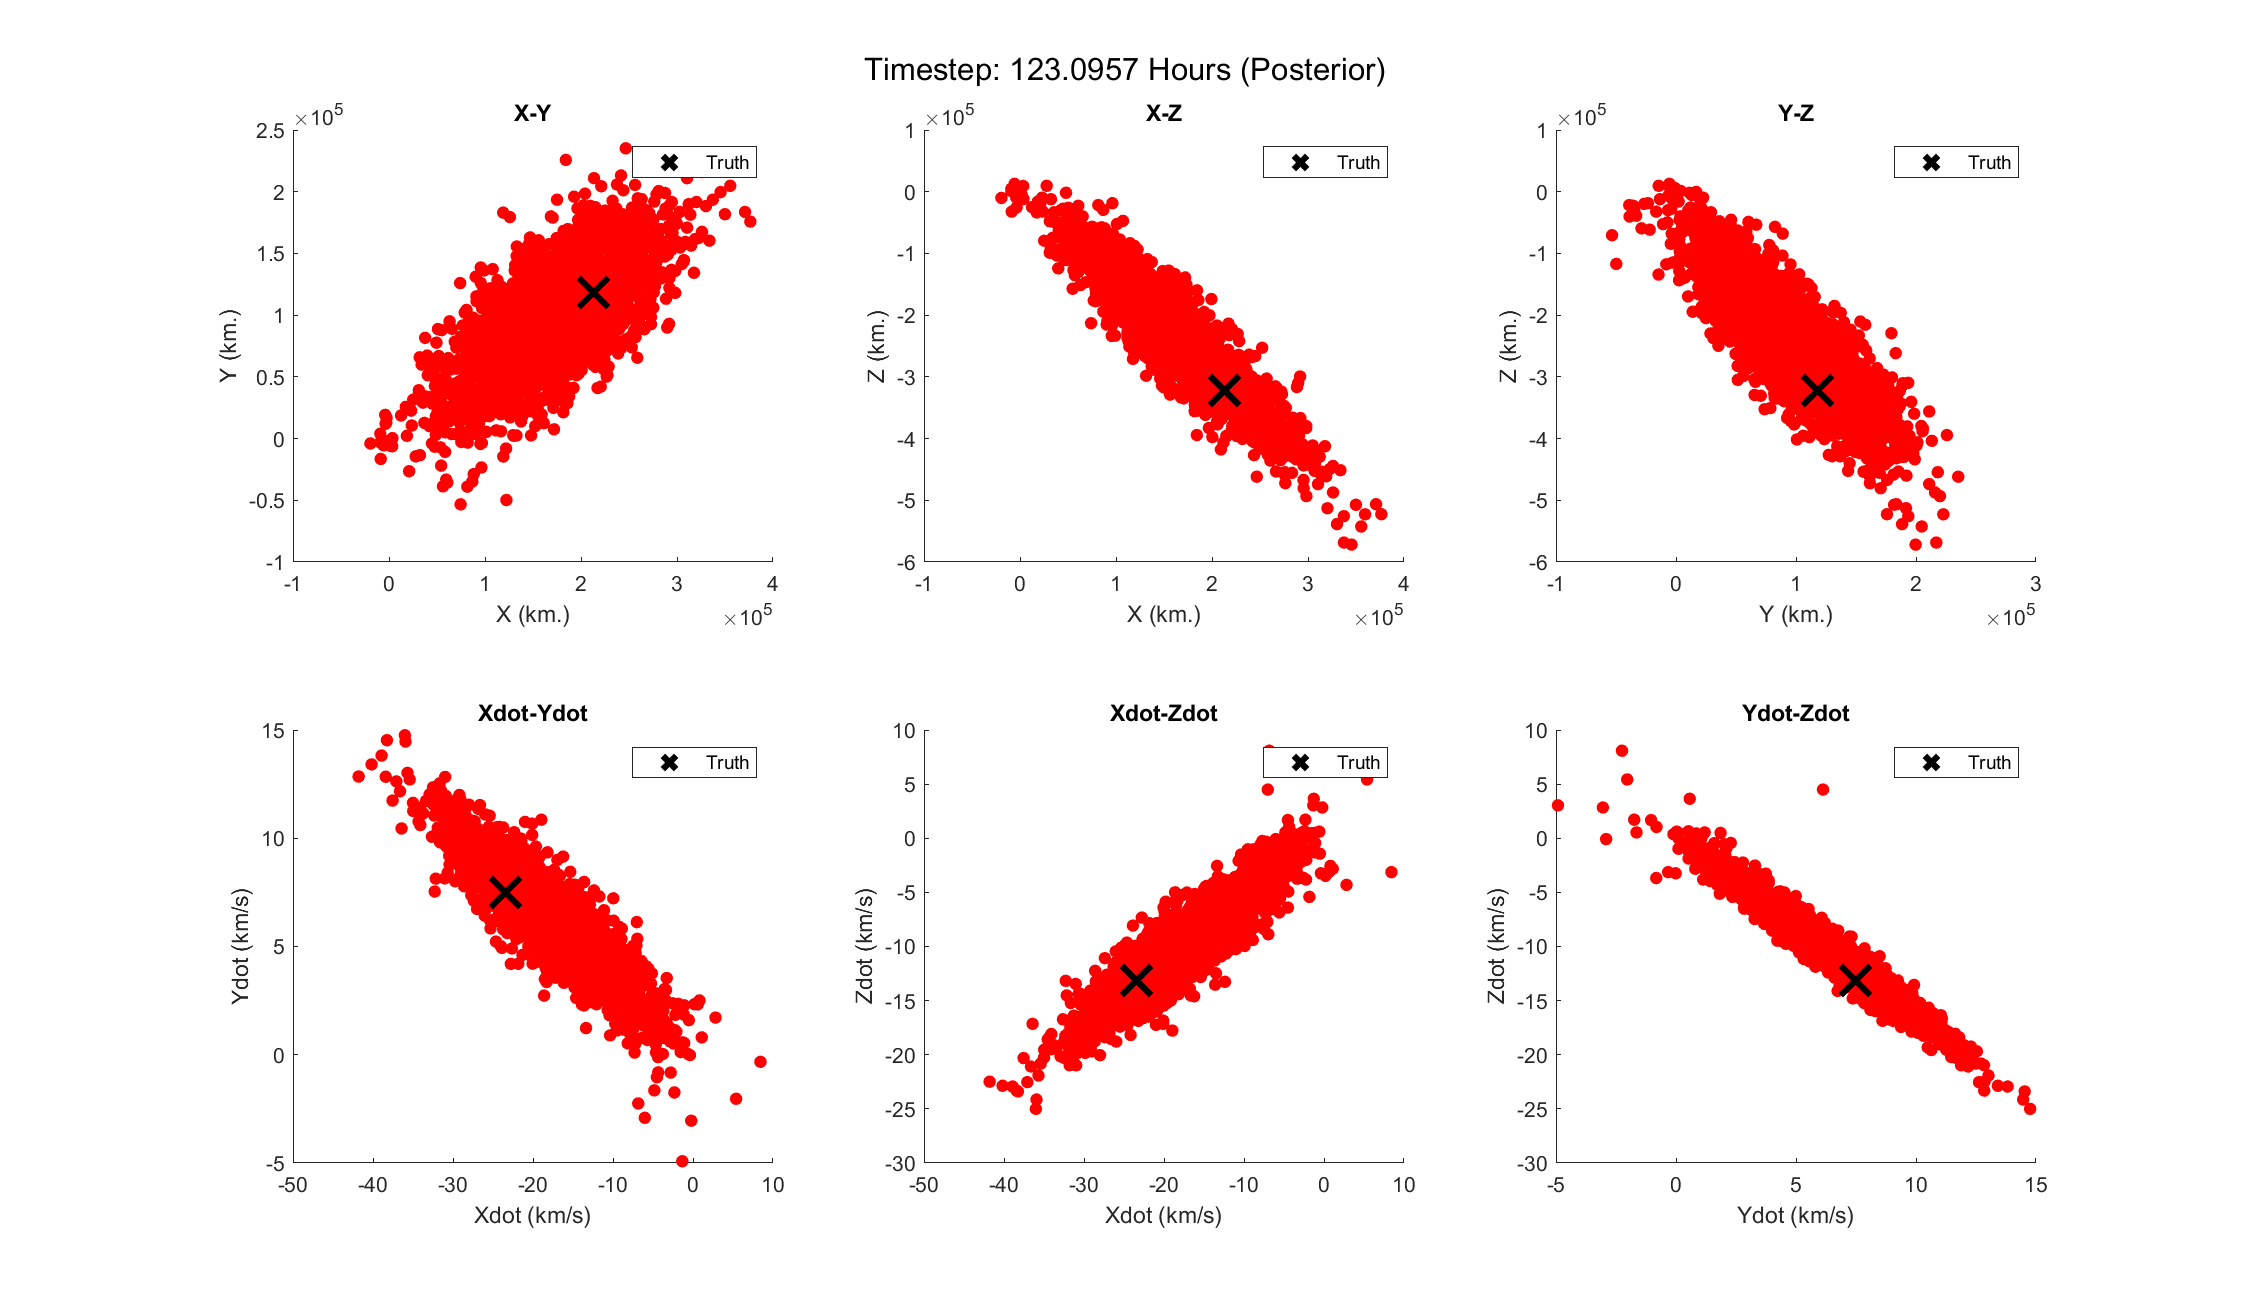 Timestep: 123.0957 Hours (Posterior)
X-Y
×10^5
2.5
2
1.5
1
0.5
0
-0.5
-1
Y (km.)
-1 0 1 2 3 4
X (km.)
×10^5
Truth
X-Z
×10^5
1
0
-1
-2
-3
-4
-5
-6
Z (km.)
-1 0 1 2 3 4
X (km.)
×10^5
Truth
Y-Z
×10^5
1
0
-1
-2
-3
-4
-5
-6
Z (km.)
-1 0 1 2 3
Y (km.)
×10^5
Truth
Xdot-Ydot
15
10
5
0
-5
Ydot (km/s)
-50 -40 -30 -20 -10 0 10
Xdot (km/s)
Truth
Xdot-Zdot
10
5
0
-5
-10
-15
-20
-25
-30
Zdot (km/s)
-50 -40 -30 -20 -10 0 10
Xdot (km/s)
Truth
Ydot-Zdot
10
5
0
-5
-10
-15
-20
-25
-30
Zdot (km/s)
-5 0 5 10 15
Ydot (km/s)
Truth